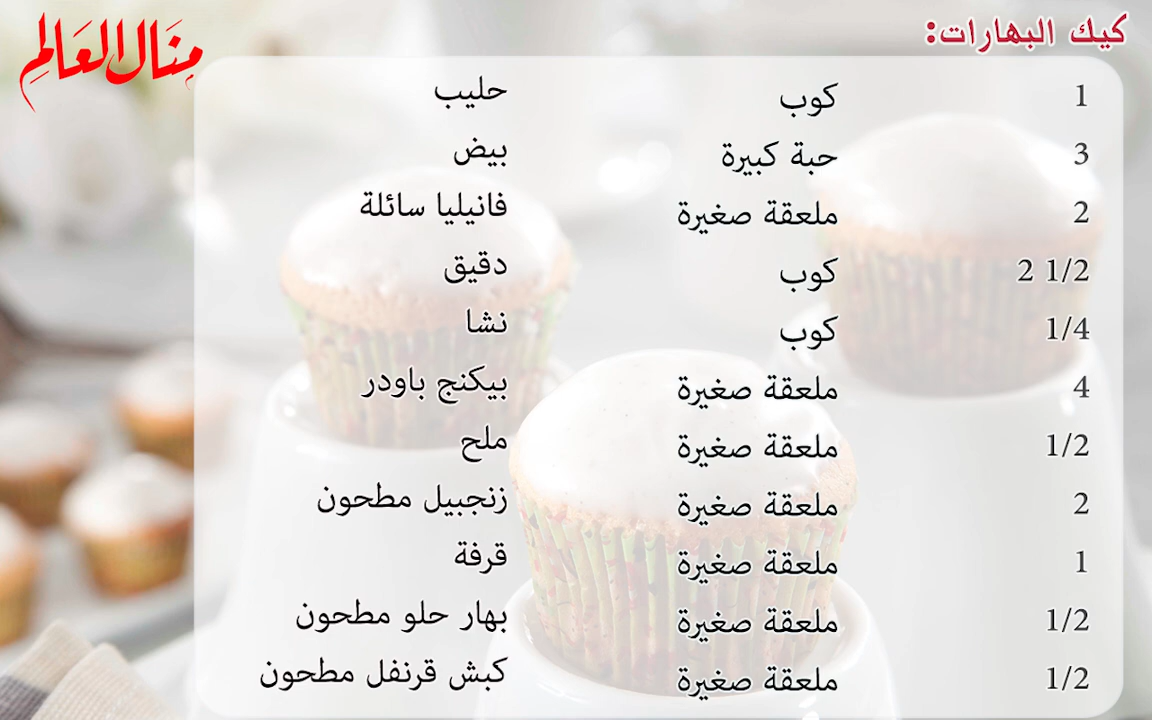 منال العالم
كيك البهارات:
1 كوب حليب
3 حبة كبيرة بيض
2 ملعقة صغيرة فانيليا سائلة
2 1/2 كوب دقيق
1/4 كوب نشا
4 ملعقة صغيرة بيكنج باودر
1/2 ملعقة صغيرة ملح
2 ملعقة صغيرة زنجبيل مطحون
1 ملعقة صغيرة قرفة
1/2 ملعقة صغيرة بهار حلو مطحون
1/2 ملعقة صغيرة كبش قرنفل مطحون